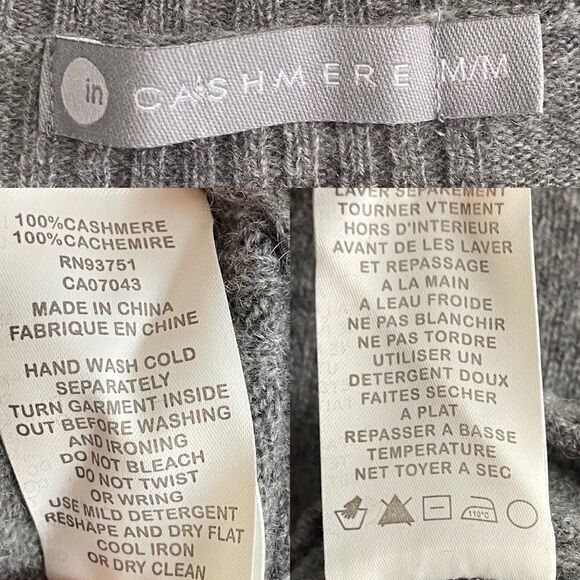 in CASHMERE M/M
100%CASHMERE
100%CACHEMIRE
RN93751
CA07043
MADE IN CHINA
FABRIQUE EN CHINE
HAND WASH COLD
SEPARATELY
TURN GARMENT INSIDE
OUT BEFORE WASHING
AND IRONING
DO NOT BLEACH
DO NOT TWIST
OR WRING
USE MILD DETERGENT
RESHAPE AND DRY FLAT
COOL IRON
OR DRY CLEAN
LAVER SEPAREMENT
TOURNER VTEMENT
HORS D'INTERIEUR
AVANT DE LES LAVER
ET REPASSAGE
A LA MAIN
A LEAU FROIDE
NE PAS BLANCHIR
NE PAS TORDRE
UTILISER UN
DETERGENT DOUX
FAITES SECHER
A PLAT
REPASSER A BASSE
TEMPERATURE
NET TOYER A SEC
110°C